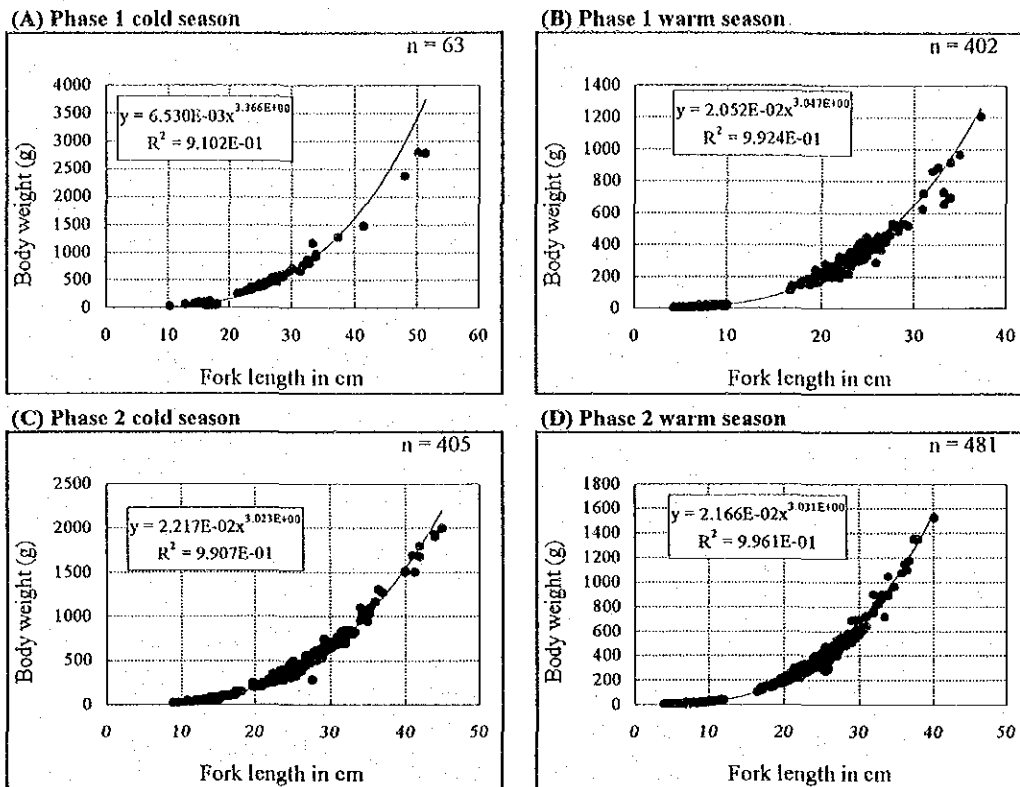 (A) Phase 1 cold season
n = 63
4000
3500
3000
2500
2000
1500
1000
500
0
y = 6.530E-03x^3.366E+00
R² = 9.102E-01
Body weight (g)
0 10 20 30 40 50 60
Fork length in cm
(B) Phase 1 warm season
n = 402
1400
1200
1000
800
600
400
200
0
y = 2.052E-02x^3.047E+00
R² = 9.924E-01
Body weight (g)
0 10 20 30 40
Fork length in cm
(C) Phase 2 cold season
n = 405
2500
2000
1500
1000
500
0
y = 2.217E-02x^3.023E+00
R² = 9.907E-01
Body weight (g)
0 10 20 30 40 50
Fork length in cm
(D) Phase 2 warm season
n = 481
1800
1600
1400
1200
1000
800
600
400
200
0
y = 2.166E-02x^3.031E+00
R² = 9.961E-01
Body weight (g)
0 10 20 30 40 50
Fork length in cm